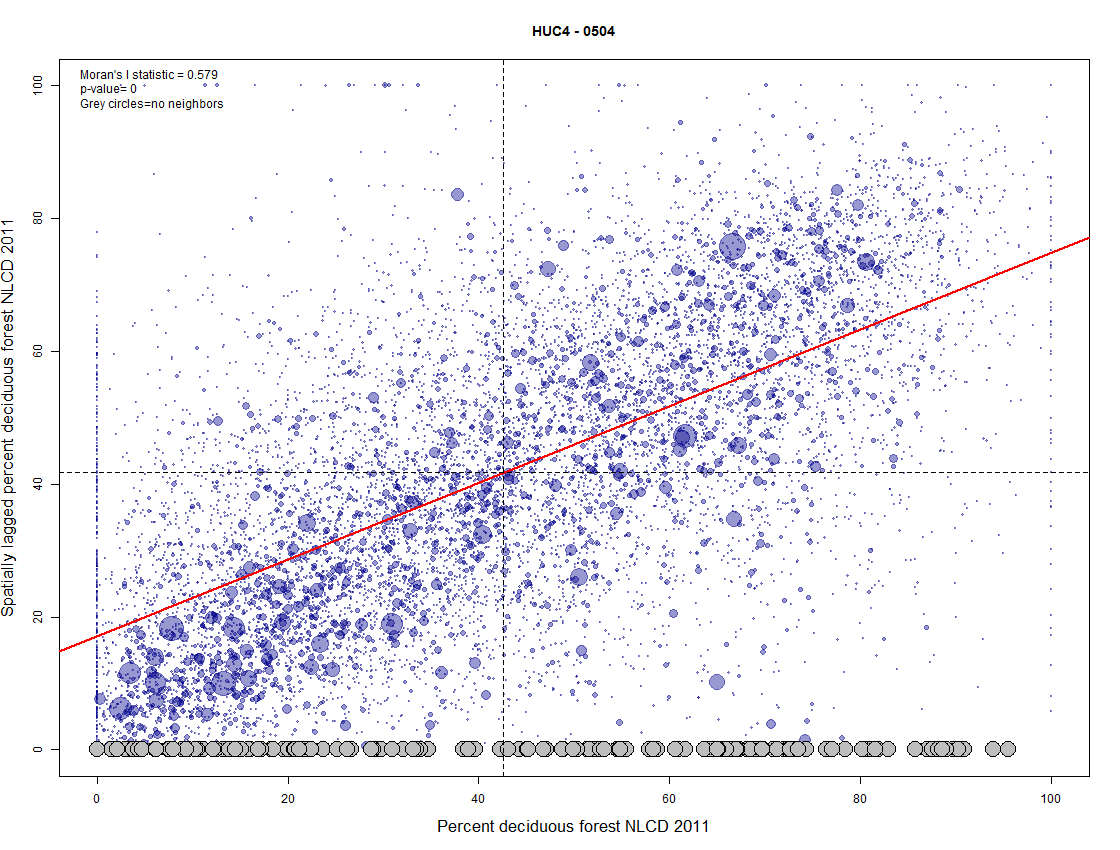 HUC4 - 0504
Moran's I statistic = 0.579
p-value= 0
Grey circles=no neighbors
Spatially lagged percent deciduous forest NLCD 2011
100
80
60
40
20
0
0 20 40 60 80 100
Percent deciduous forest NLCD 2011